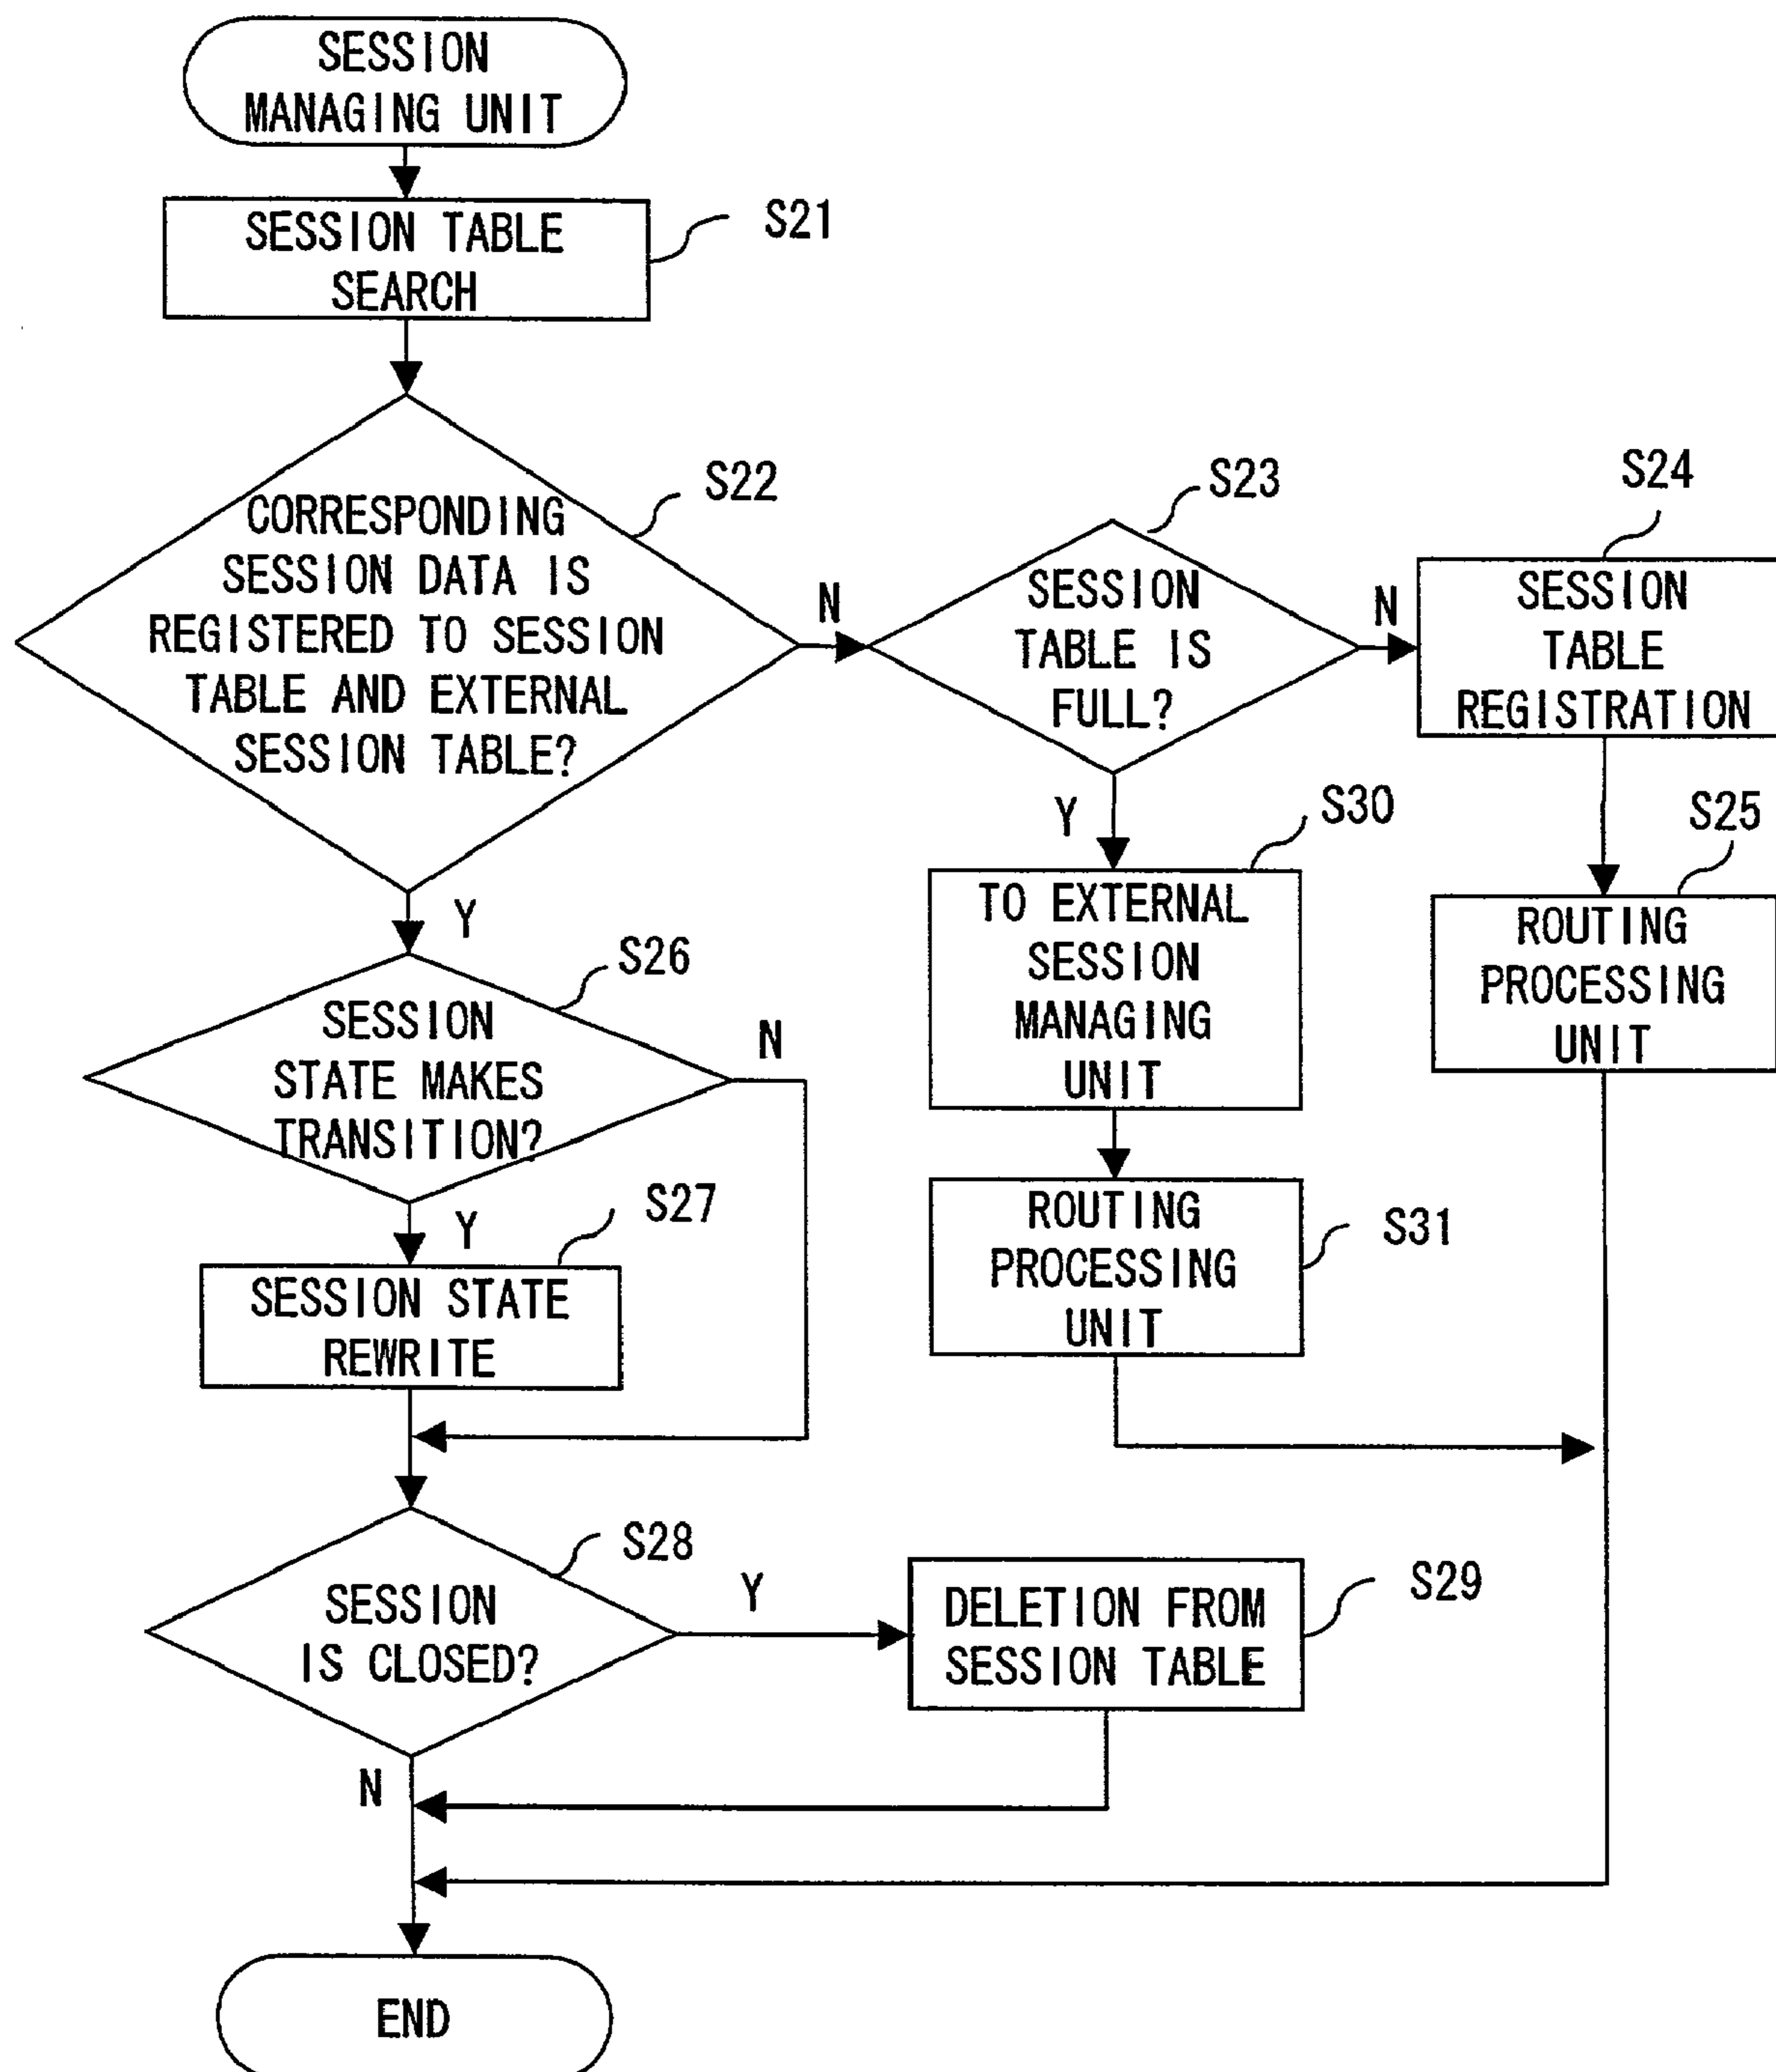 SESSION
MANAGING UNIT
SESSION TABLE
SEARCH
S21
CORRESPONDING
SESSION DATA IS
REGISTERED TO SESSION
TABLE AND EXTERNAL
SESSION TABLE?
S22
N
SESSION
TABLE IS
FULL?
S23
N
S24
SESSION
TABLE
REGISTRATION
Y
S30
TO EXTERNAL
SESSION
MANAGING
UNIT
S25
ROUTING
PROCESSING
UNIT
Y
S26
SESSION
STATE MAKES
TRANSITION?
N
Y
S27
SESSION STATE
REWRITE
ROUTING
PROCESSING
UNIT
S31
S28
SESSION
IS CLOSED?
Y
DELETION FROM
SESSION TABLE
S29
N
END